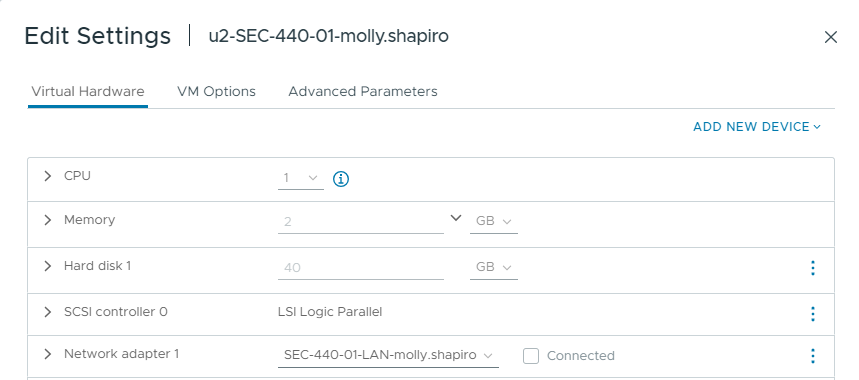 Edit Settings | u2-SEC-440-01-molly.shapiro
Virtual Hardware VM Options Advanced Parameters
ADD NEW DEVICE
CPU 1
Memory 2 GB
Hard disk 1 40 GB
SCSI controller 0 LSI Logic Parallel
Network adapter 1 SEC-440-01-LAN-molly.shapiro Connected